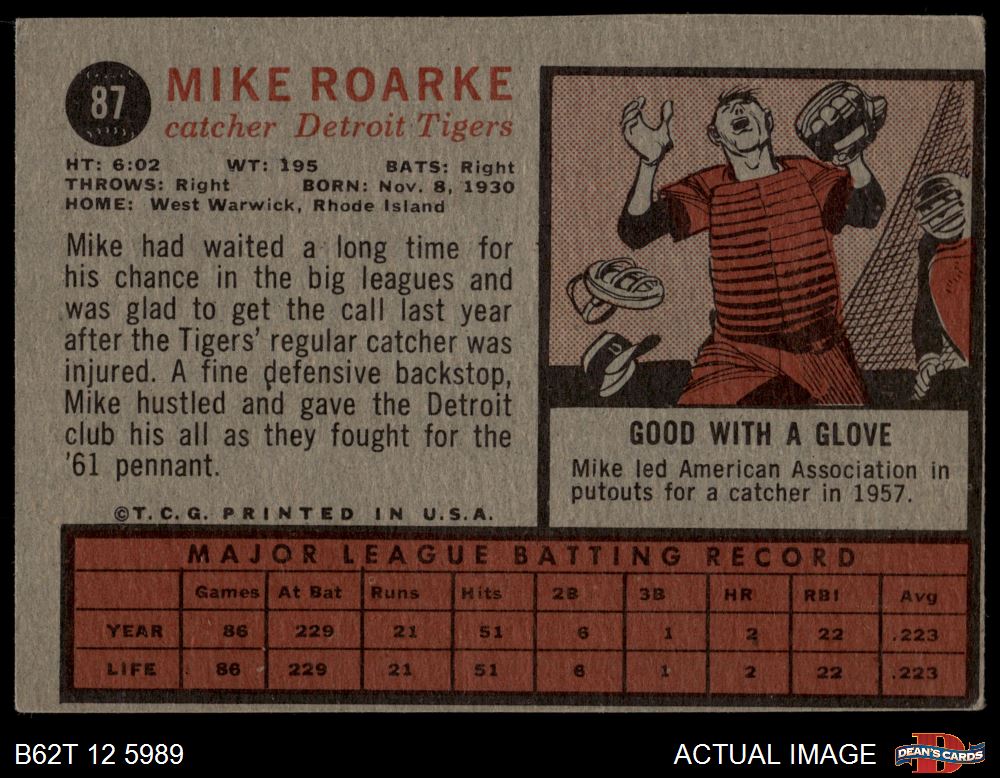 87
MIKE ROARKE
catcher Detroit Tigers
HT: 6:02 WT: 195 BATS: Right
THROWS: Right BORN: Nov. 8, 1930
HOME: West Warwick, Rhode Island
Mike had waited a long time for
his chance in the big leagues and
was glad to get the call last year
after the Tigers' regular catcher was
injured. A fine defensive backstop,
Mike hustled and gave the Detroit
club his all as they fought for the
'61 pennant.
©T.C.G. PRINTED IN U.S.A.
GOOD WITH A GLOVE
Mike led American Association in
putouts for a catcher in 1957.
MAJOR LEAGUE BATTING RECORD
Games At Bat Runs Hits 2B 3B HR RBI Avg
YEAR 86 229 21 51 6 1 2 22 .223
LIFE 86 229 21 51 6 1 2 22 .223
B62T 12 5989
ACTUAL IMAGE
D
DEAN'S CARDS